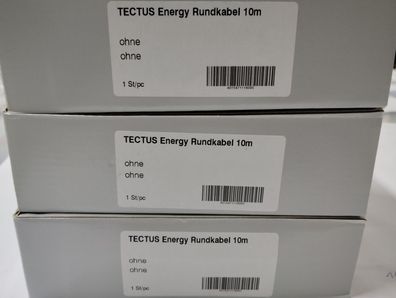 TECTUS Energy Rundkabel 10m
ohne
ohne
1 St/pc
TECTUS Energy Rundkabel 10m
ohne
ohne
1 St/pc
TECTUS Energy Rundkabel 10m
ohne
ohne
1 St/pc